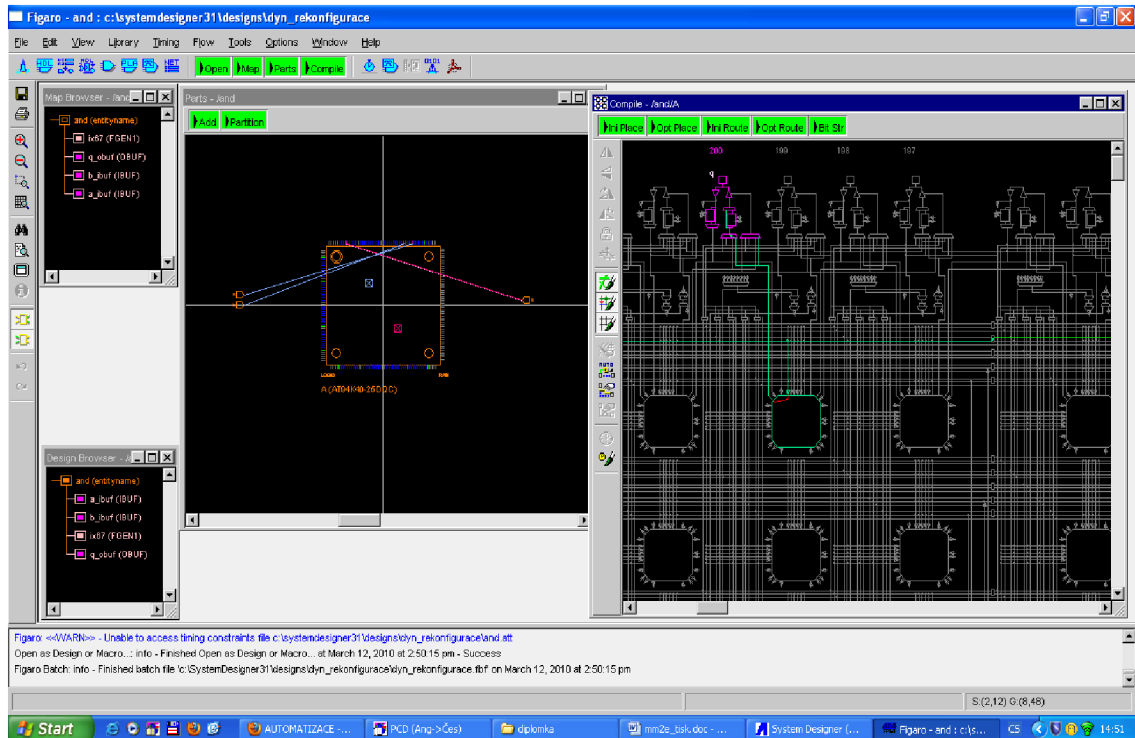 Figaro - and : c:\systemdesigner31\designs\dyn_rekonfigurace
File Edit View Library Timing Flow Tools Options Window Help
Open Map Parts Compile
Map Browser - /and
and (entityname)
ix67 (FGEN1)
q_obuf (OBUF)
b_ibuf (IBUF)
a_ibuf (IBUF)
Parts - /and
Add Partition
A (AT94K40-25DQC)
Compile - /and//A
Ini Place Opt Place Ini Route Opt Route Bit Str
200 199 198 197
q
AUTO
Design Browser - /and
and (entityname)
a_ibuf (IBUF)
b_ibuf (IBUF)
ix67 (FGEN1)
q_obuf (OBUF)
Figaro: <<WARN>> - Unable to access timing constraints file c:\systemdesigner31\designs\dyn_rekonfigurace\and.att
Open as Design or Macro...: info - Finished Open as Design or Macro... at March 12, 2010 at 2:50:15 pm - Success
Figaro Batch: info - Finished batch file 'c:\SystemDesigner31\designs\dyn_rekonfigurace\dyn_rekonfigurace.fbf' on March 12, 2010 at 2:50:15 pm
S:(2,12) G:(8,48)
Start AUTOMATIZACE -... PCD (Ang->Čes) diplomka mm2e_tisk.doc - ... System Designer (... Figaro - and : c:\s... CS 14:51